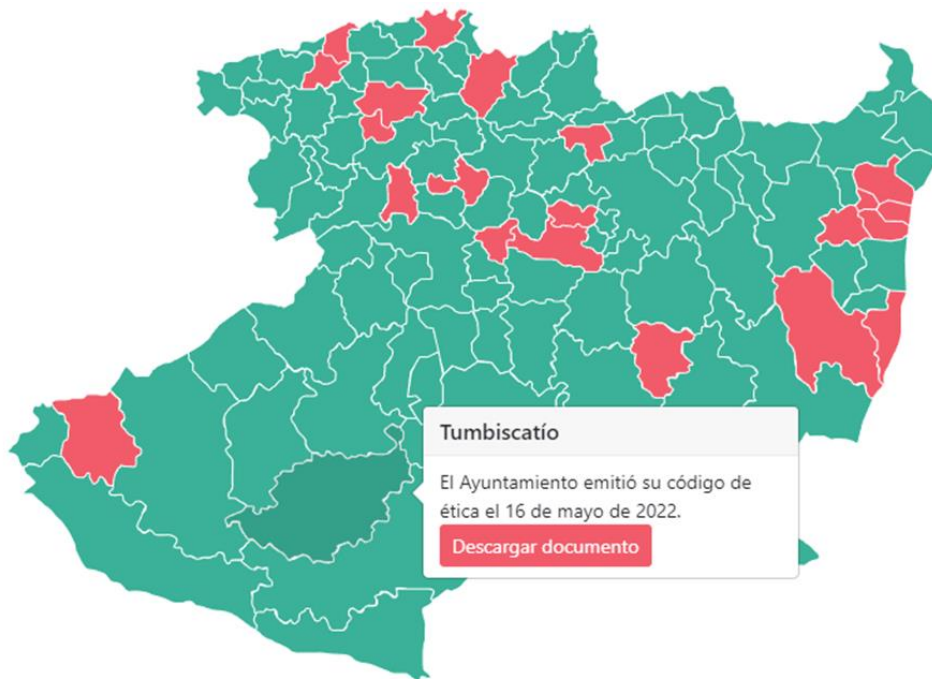 Tumbiscatío
El Ayuntamiento emitió su código de
ética el 16 de mayo de 2022.
Descargar documento